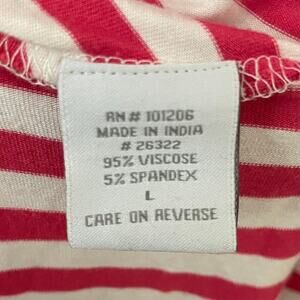 RN # 101206
MADE IN INDIA
# 26322
95% VISCOSE
5% SPANDEX
L
CARE ON REVERSE